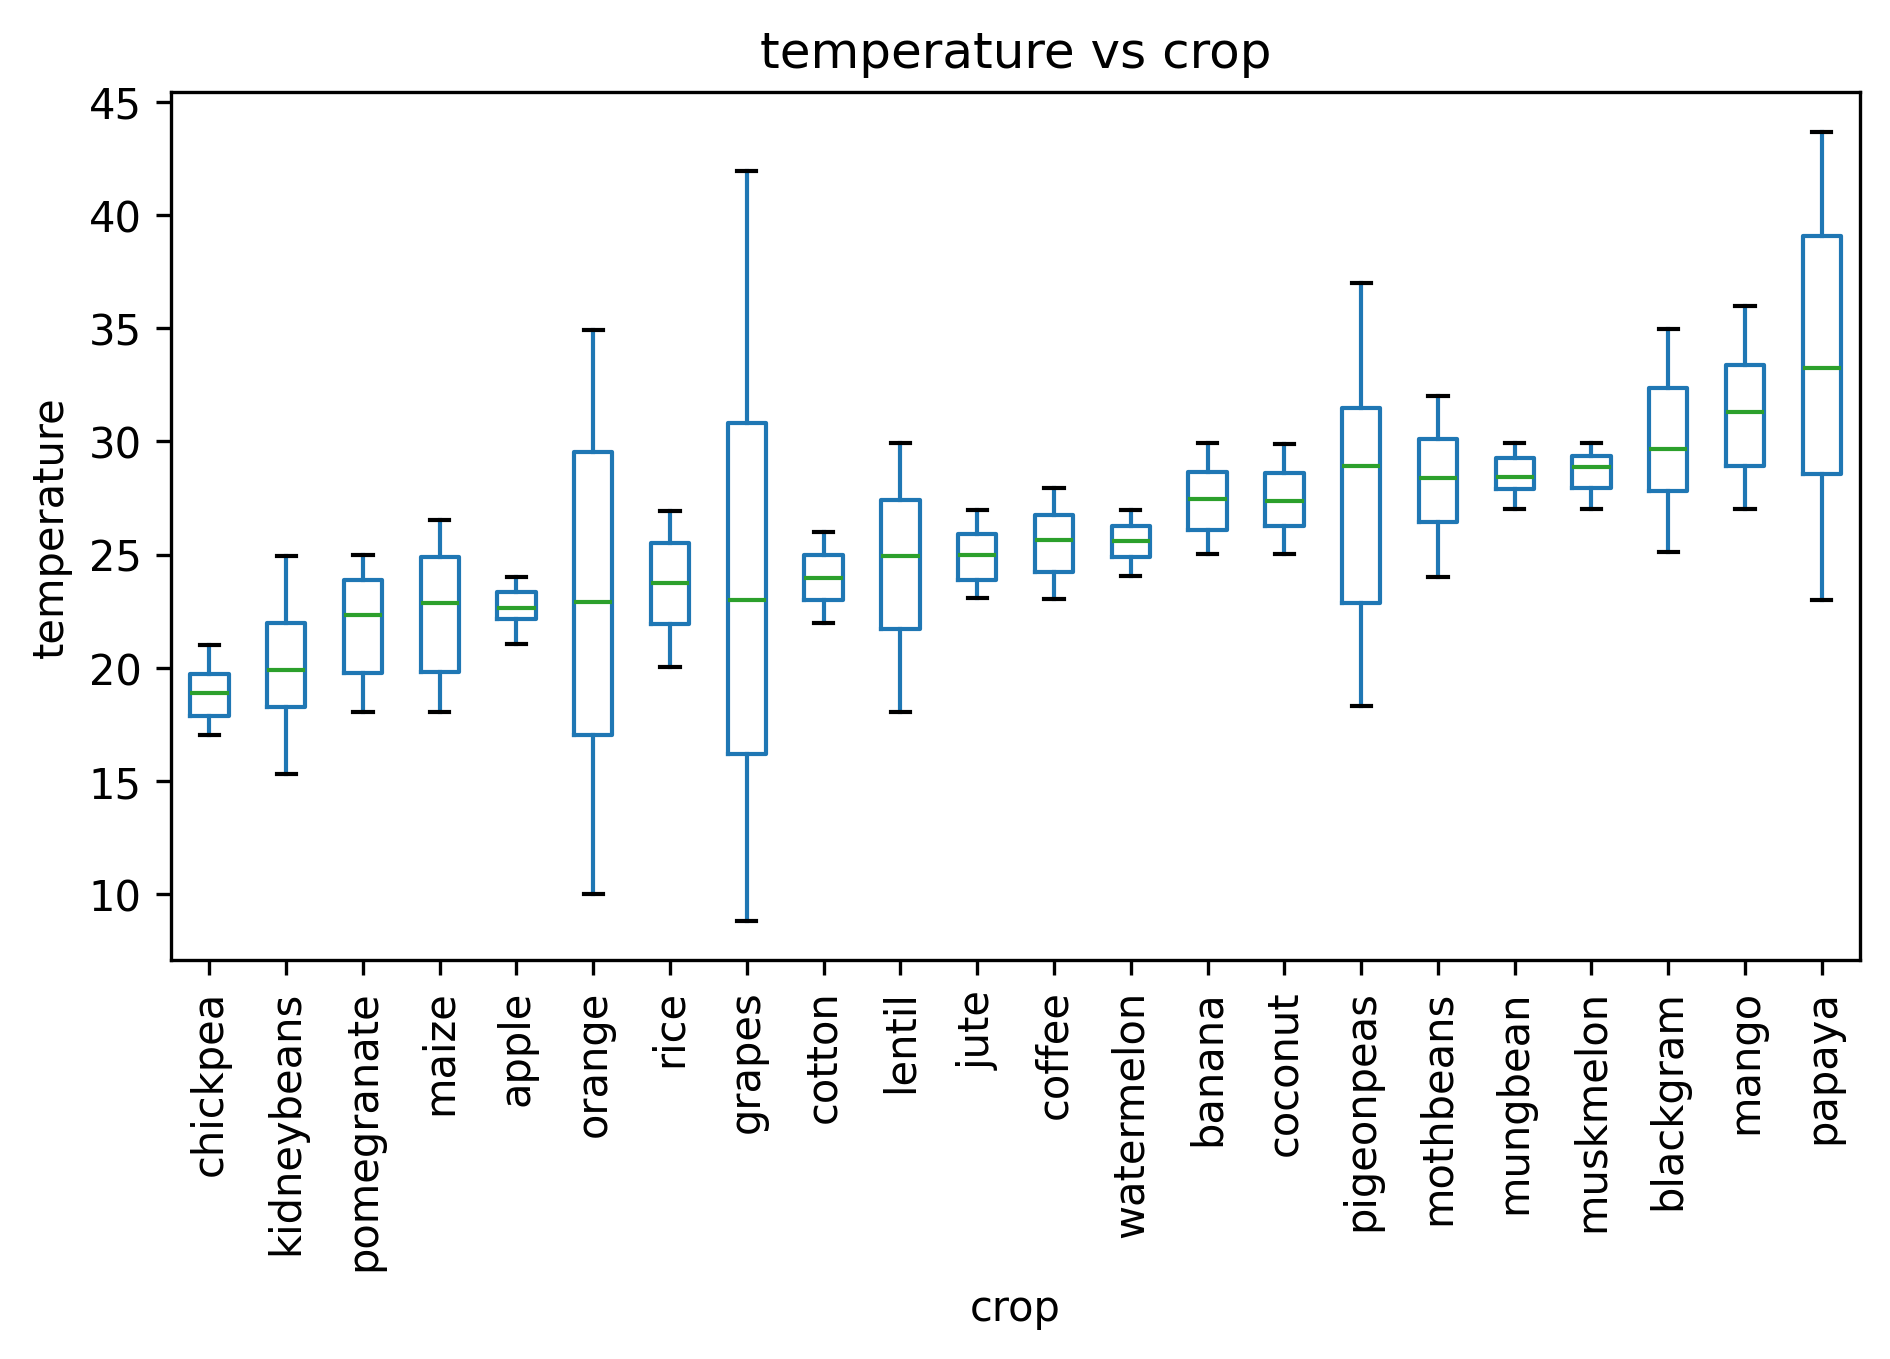 temperature vs crop
temperature
45
40
35
30
25
20
15
10
chickpea
kidneybeans
pomegranate
maize
apple
orange
rice
grapes
cotton
lentil
jute
coffee
watermelon
banana
coconut
pigeonpeas
mothbeans
mungbean
muskmelon
blackgram
mango
papaya
crop